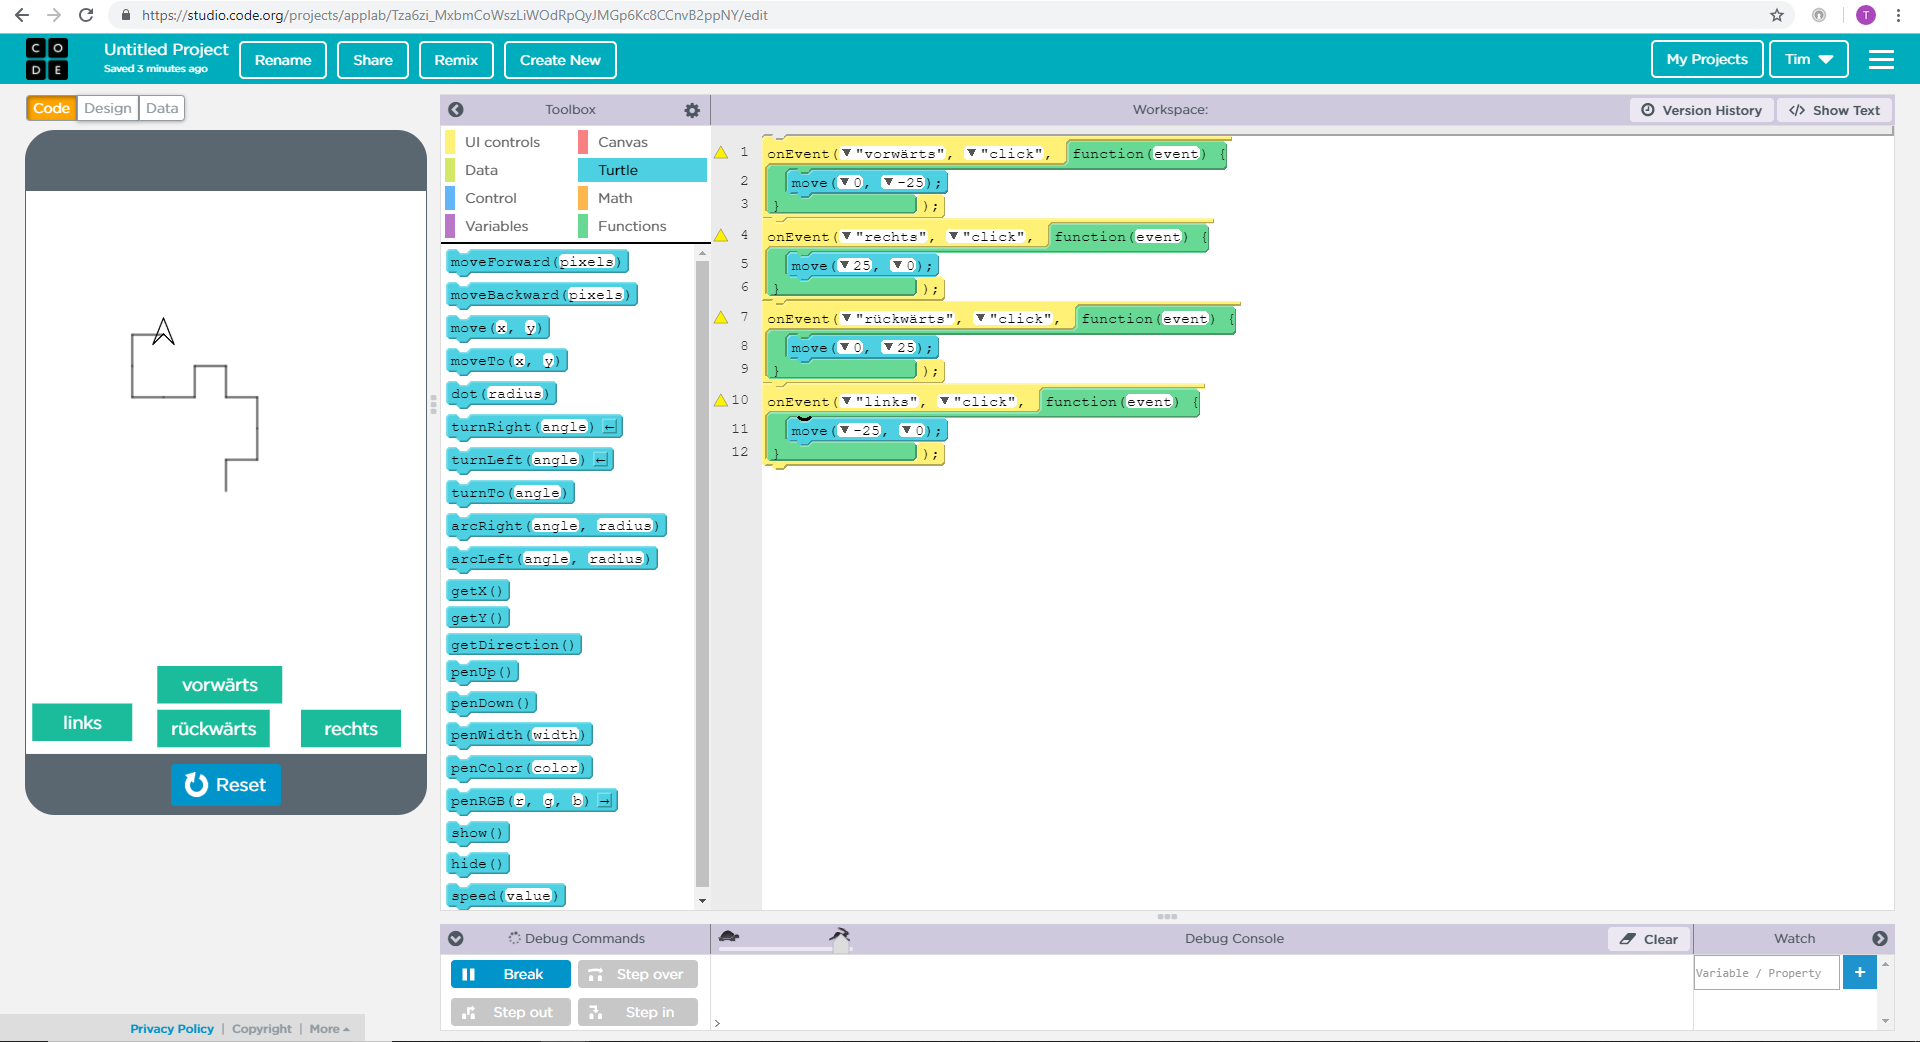 https://studio.code.org/projects/applab/Tza6zi_MxbmCoWszLiWOdRpQyJMGp6Kc8CCnvB2ppNY/edit
T
C O
D E
Untitled Project
Saved 3 minutes ago
Rename
Share
Remix
Create New
My Projects
Tim
Code
Design
Data
Toolbox
Workspace:
Version History
</> Show Text
UI controls
Canvas
Data
Turtle
Control
Math
Variables
Functions
moveForward(pixels)
moveBackward(pixels)
move(x, y)
moveTo(x, y)
dot(radius)
turnRight(angle) ←
turnLeft(angle) ←
turnTo(angle)
arcRight(angle, radius)
arcLeft(angle, radius)
getX()
getY()
getDirection()
penUp()
penDown()
penWidth(width)
penColor(color)
penRGB(r, g, b) →
show()
hide()
speed(value)
1 onEvent(▼"vorwärts", ▼"click", function(event) {
2 move(▼0, ▼-25);
3 } );
4 onEvent(▼"rechts", ▼"click", function(event) {
5 move(▼25, ▼0);
6 } );
7 onEvent(▼"rückwärts", ▼"click", function(event) {
8 move(▼0, ▼25);
9 } );
10 onEvent(▼"links", ▼"click", function(event) {
11 move(▼-25, ▼0);
12 } );
vorwärts
links
rückwärts
rechts
Reset
Debug Commands
Debug Console
Clear
Watch
Break
Step over
Step out
Step in
Variable / Property
+
>
Privacy Policy | Copyright | More